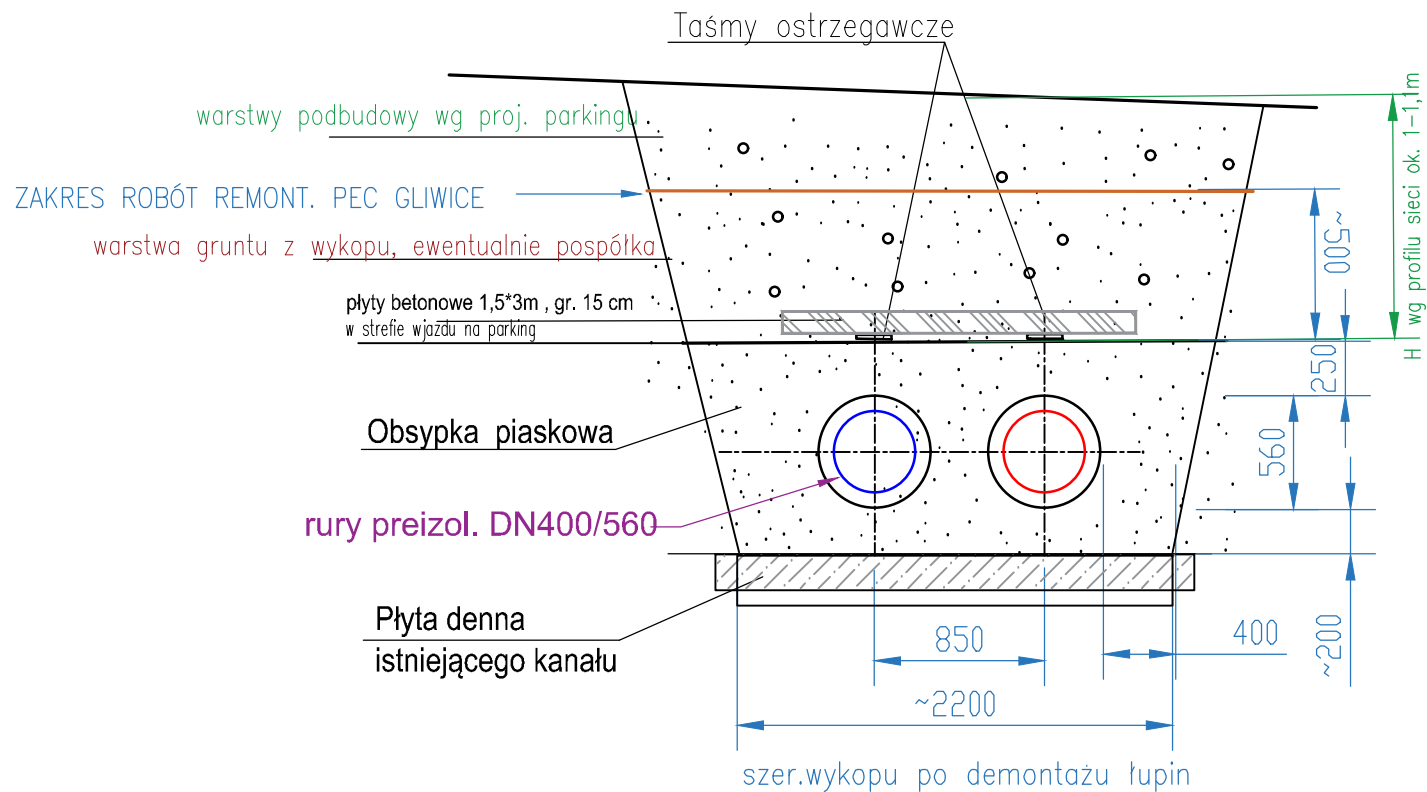 Taśmy ostrzegawcze
warstwy podbudowy wg proj. parkingu
ZAKRES ROBÓT REMONT. PEC GLIWICE
warstwa gruntu z wykopu, ewentualnie pospółka
płyty betonowe 1,5*3m , gr. 15 cm
w strefie wjazdu na parking
Obsypka piaskowa
rury preizol. DN400/560
Płyta denna
istniejącego kanału
H wg profilu sieci ok. 1-1,1m
~500
250
560
~200
400
850
~2200
szer.wykopu po demontażu łupin